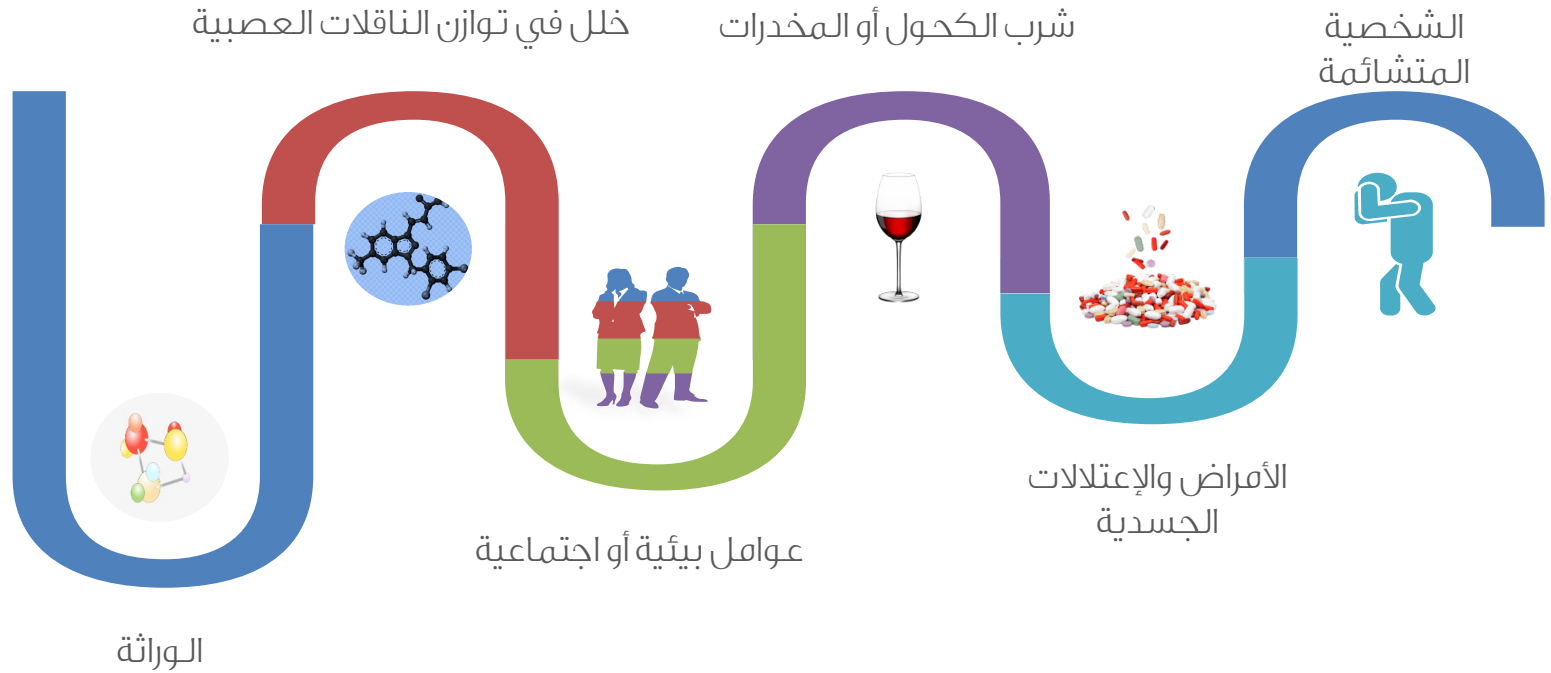 الشخصية
المتشائمة
شرب الكحول أو المخدرات
خلل في توازن الناقلات العصبية
الأمراض والإعتلالات
الجسدية
عوامل بيئية أو اجتماعية
الوراثة